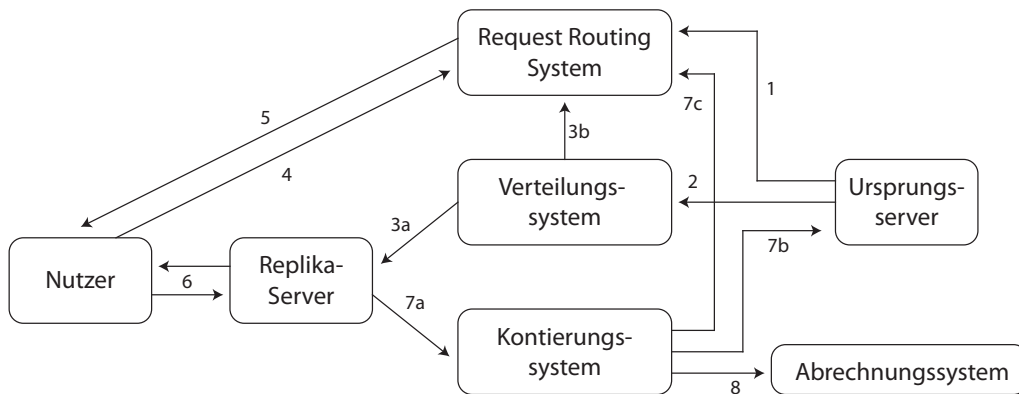 Request Routing
System
1
5
7c
3b
4
Verteilungs-
system
2
Ursprungs-
server
3a
7b
Nutzer
6
Replika-
Server
7a
Kontierungs-
system
8
Abrechnungssystem